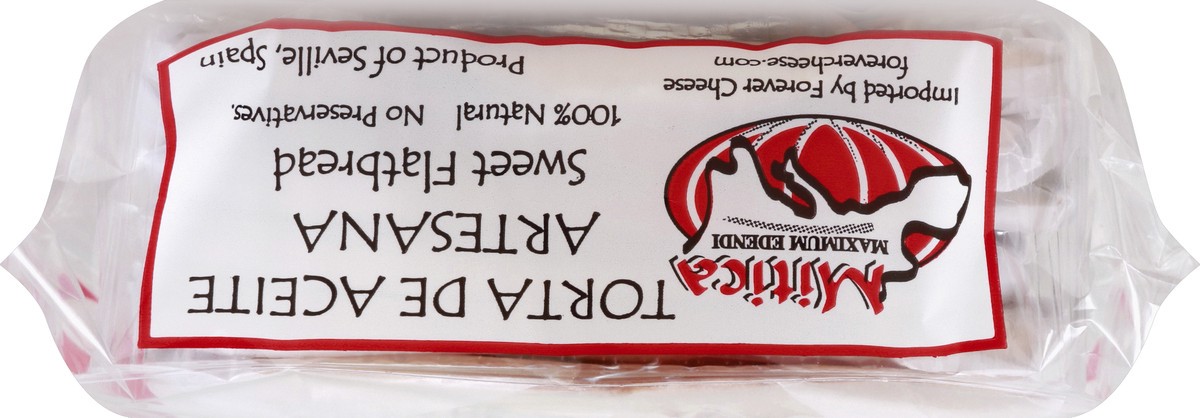 Mitica
MAXIMUM EDENDI
Imported by Forever Cheese
forevercheese.com
TORTA DE ACEITE
ARTESANA
Sweet Flatbread
100% Natural No Preservatives.
Product of Seville, Spain